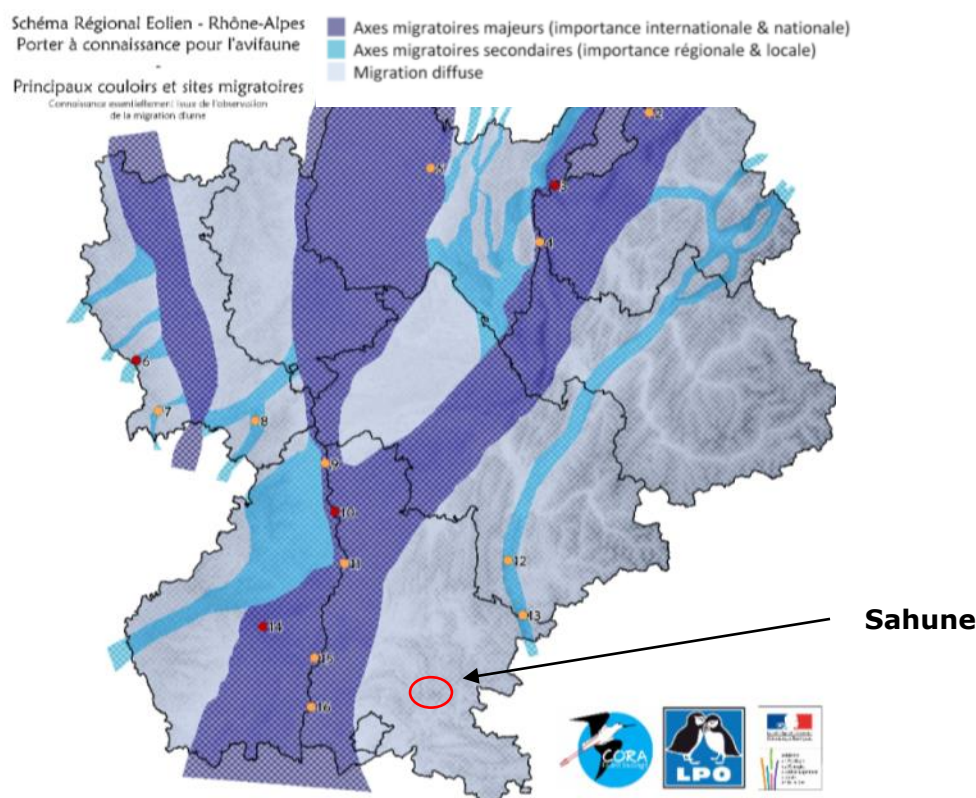 Schéma Régional Eolien - Rhône-Alpes
Porter à connaissance pour l'avifaune
-
Principaux couloirs et sites migratoires
Connaissance essentiellement issue de l'observation
de la migration diurne
Axes migratoires majeurs (importance internationale & nationale)
Axes migratoires secondaires (importance régionale & locale)
Migration diffuse
2
3
4
5
6
7
8
9
10
11
12
13
14
15
16
Sahune
CORA
LPO